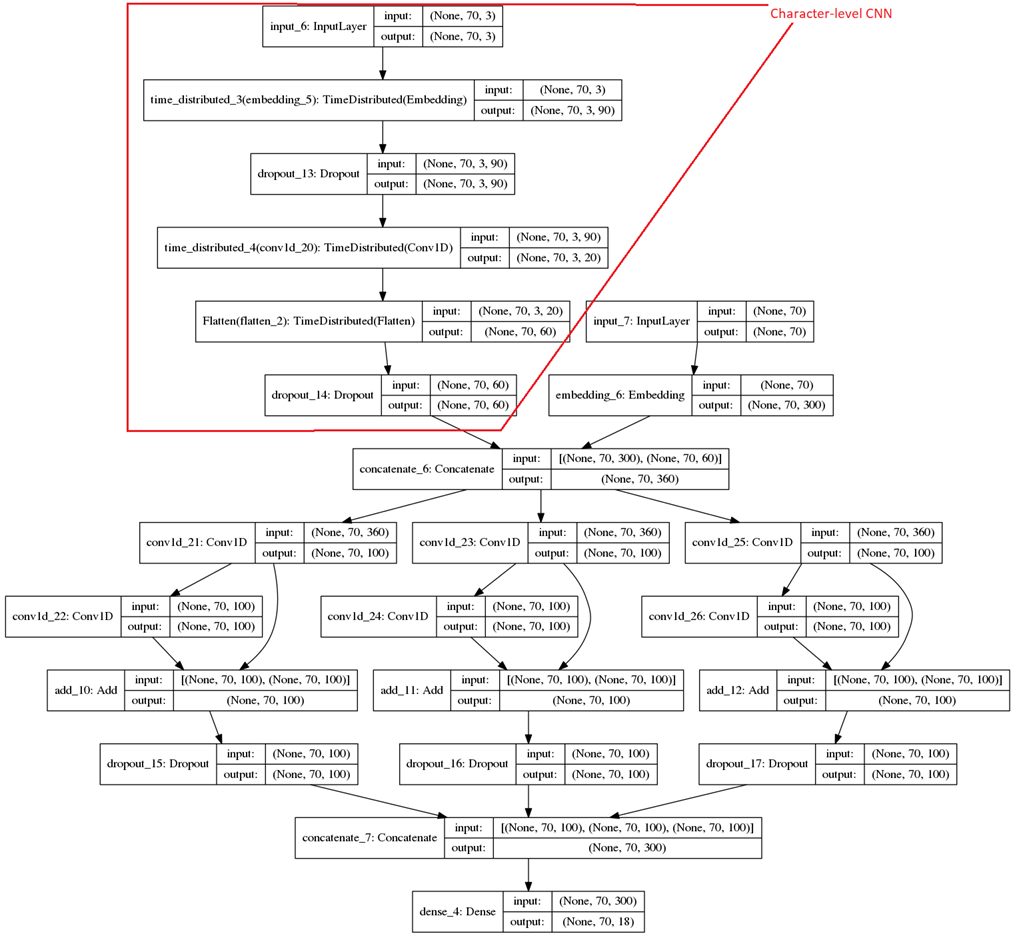 Character-level CNN
input_6: InputLayer
input: (None, 70, 3)
output: (None, 70, 3)
time_distributed_3(embedding_5): TimeDistributed(Embedding)
input: (None, 70, 3)
output: (None, 70, 3, 90)
dropout_13: Dropout
input: (None, 70, 3, 90)
output: (None, 70, 3, 90)
time_distributed_4(conv1d_20): TimeDistributed(Conv1D)
input: (None, 70, 3, 90)
output: (None, 70, 3, 20)
Flatten(flatten_2): TimeDistributed(Flatten)
input: (None, 70, 3, 20)
output: (None, 70, 60)
input_7: InputLayer
input: (None, 70)
output: (None, 70)
dropout_14: Dropout
input: (None, 70, 60)
output: (None, 70, 60)
embedding_6: Embedding
input: (None, 70)
output: (None, 70, 300)
concatenate_6: Concatenate
input: [(None, 70, 300), (None, 70, 60)]
output: (None, 70, 360)
conv1d_21: Conv1D
input: (None, 70, 360)
output: (None, 70, 100)
conv1d_23: Conv1D
input: (None, 70, 360)
output: (None, 70, 100)
conv1d_25: Conv1D
input: (None, 70, 360)
output: (None, 70, 100)
conv1d_22: Conv1D
input: (None, 70, 100)
output: (None, 70, 100)
conv1d_24: Conv1D
input: (None, 70, 100)
output: (None, 70, 100)
conv1d_26: Conv1D
input: (None, 70, 100)
output: (None, 70, 100)
add_10: Add
input: [(None, 70, 100), (None, 70, 100)]
output: (None, 70, 100)
add_11: Add
input: [(None, 70, 100), (None, 70, 100)]
output: (None, 70, 100)
add_12: Add
input: [(None, 70, 100), (None, 70, 100)]
output: (None, 70, 100)
dropout_15: Dropout
input: (None, 70, 100)
output: (None, 70, 100)
dropout_16: Dropout
input: (None, 70, 100)
output: (None, 70, 100)
dropout_17: Dropout
input: (None, 70, 100)
output: (None, 70, 100)
concatenate_7: Concatenate
input: [(None, 70, 100), (None, 70, 100), (None, 70, 100)]
output: (None, 70, 300)
dense_4: Dense
input: (None, 70, 300)
output: (None, 70, 18)